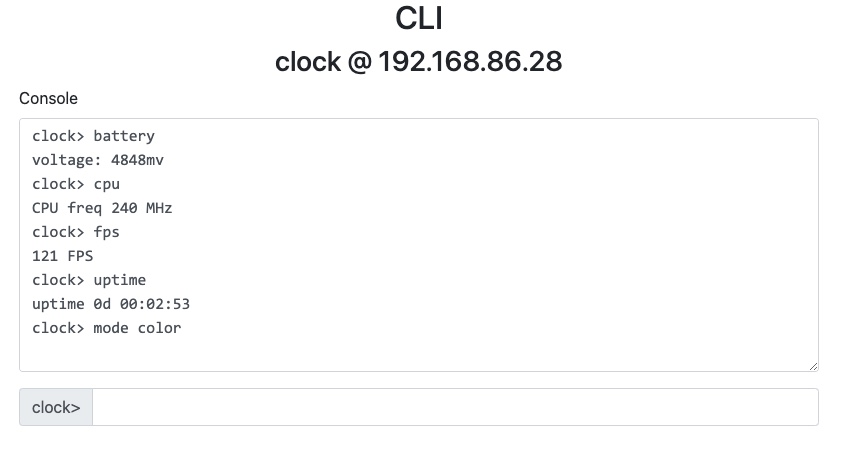 CLI
clock @ 192.168.86.28
Console
clock> battery
voltage: 4848mv
clock> cpu
CPU freq 240 MHz
clock> fps
121 FPS
clock> uptime
uptime 0d 00:02:53
clock> mode color
clock>